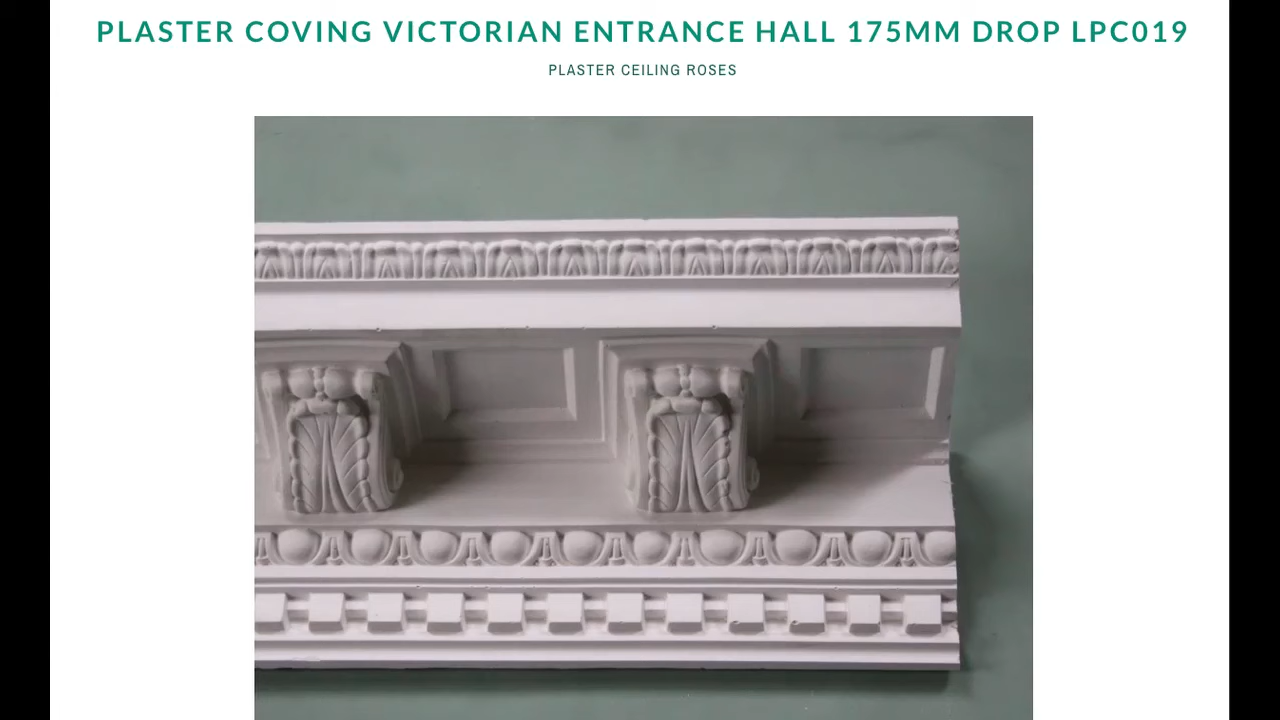 PLASTER COVING VICTORIAN ENTRANCE HALL 175MM DROP LPC019
PLASTER CEILING ROSES